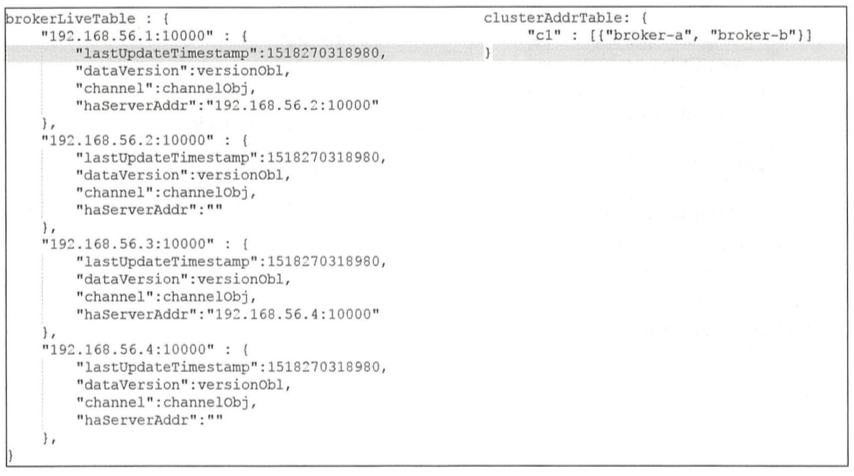 brokerLiveTable : {
    "192.168.56.1:10000" : {
        "lastUpdateTimestamp":1518270318980,
        "dataVersion":versionObl,
        "channel":channelObj,
        "haServerAddr":"192.168.56.2:10000"
    },
    "192.168.56.2:10000" : {
        "lastUpdateTimestamp":1518270318980,
        "dataVersion":versionObl,
        "channel":channelObj,
        "haServerAddr":""
    },
    "192.168.56.3:10000" : {
        "lastUpdateTimestamp":1518270318980,
        "dataVersion":versionObl,
        "channel":channelObj,
        "haServerAddr":"192.168.56.4:10000"
    },
    "192.168.56.4:10000" : {
        "lastUpdateTimestamp":1518270318980,
        "dataVersion":versionObl,
        "channel":channelObj,
        "haServerAddr":""
    },
}
clusterAddrTable: {
    "c1" : [{"broker-a", "broker-b"}]
}